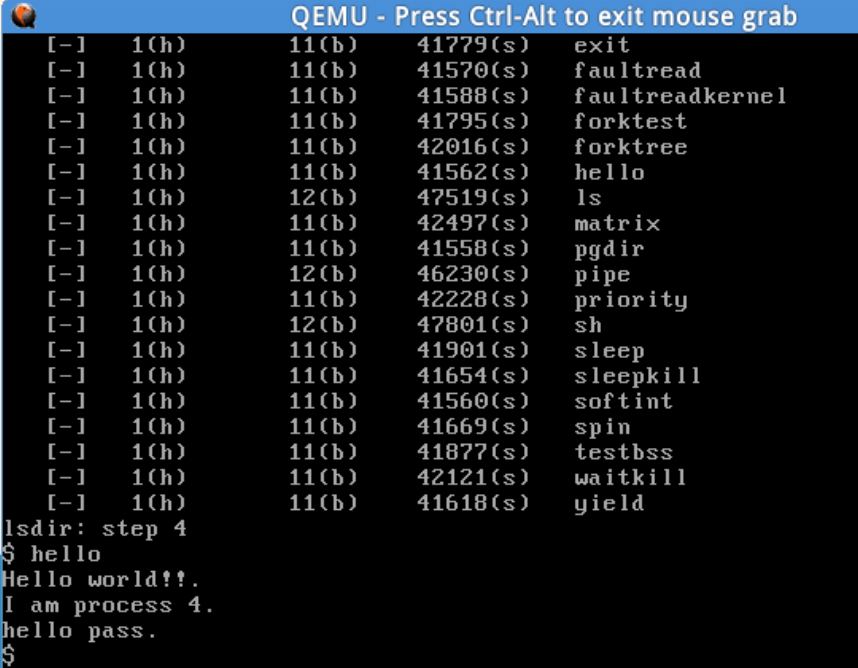 QEMU - Press Ctrl-Alt to exit mouse grab
[-] 1(h) 11(b) 41779(s) exit
[-] 1(h) 11(b) 41570(s) faultread
[-] 1(h) 11(b) 41588(s) faultreadkernel
[-] 1(h) 11(b) 41795(s) forktest
[-] 1(h) 11(b) 42016(s) forktree
[-] 1(h) 11(b) 41562(s) hello
[-] 1(h) 12(b) 47519(s) ls
[-] 1(h) 11(b) 42497(s) matrix
[-] 1(h) 11(b) 41558(s) pgdir
[-] 1(h) 12(b) 46230(s) pipe
[-] 1(h) 11(b) 42228(s) priority
[-] 1(h) 12(b) 47801(s) sh
[-] 1(h) 11(b) 41901(s) sleep
[-] 1(h) 11(b) 41654(s) sleepkill
[-] 1(h) 11(b) 41560(s) softint
[-] 1(h) 11(b) 41669(s) spin
[-] 1(h) 11(b) 41877(s) testbss
[-] 1(h) 11(b) 42121(s) waitkill
[-] 1(h) 11(b) 41618(s) yield
lsdir: step 4
$ hello
Hello world!!.
I am process 4.
hello pass.
$